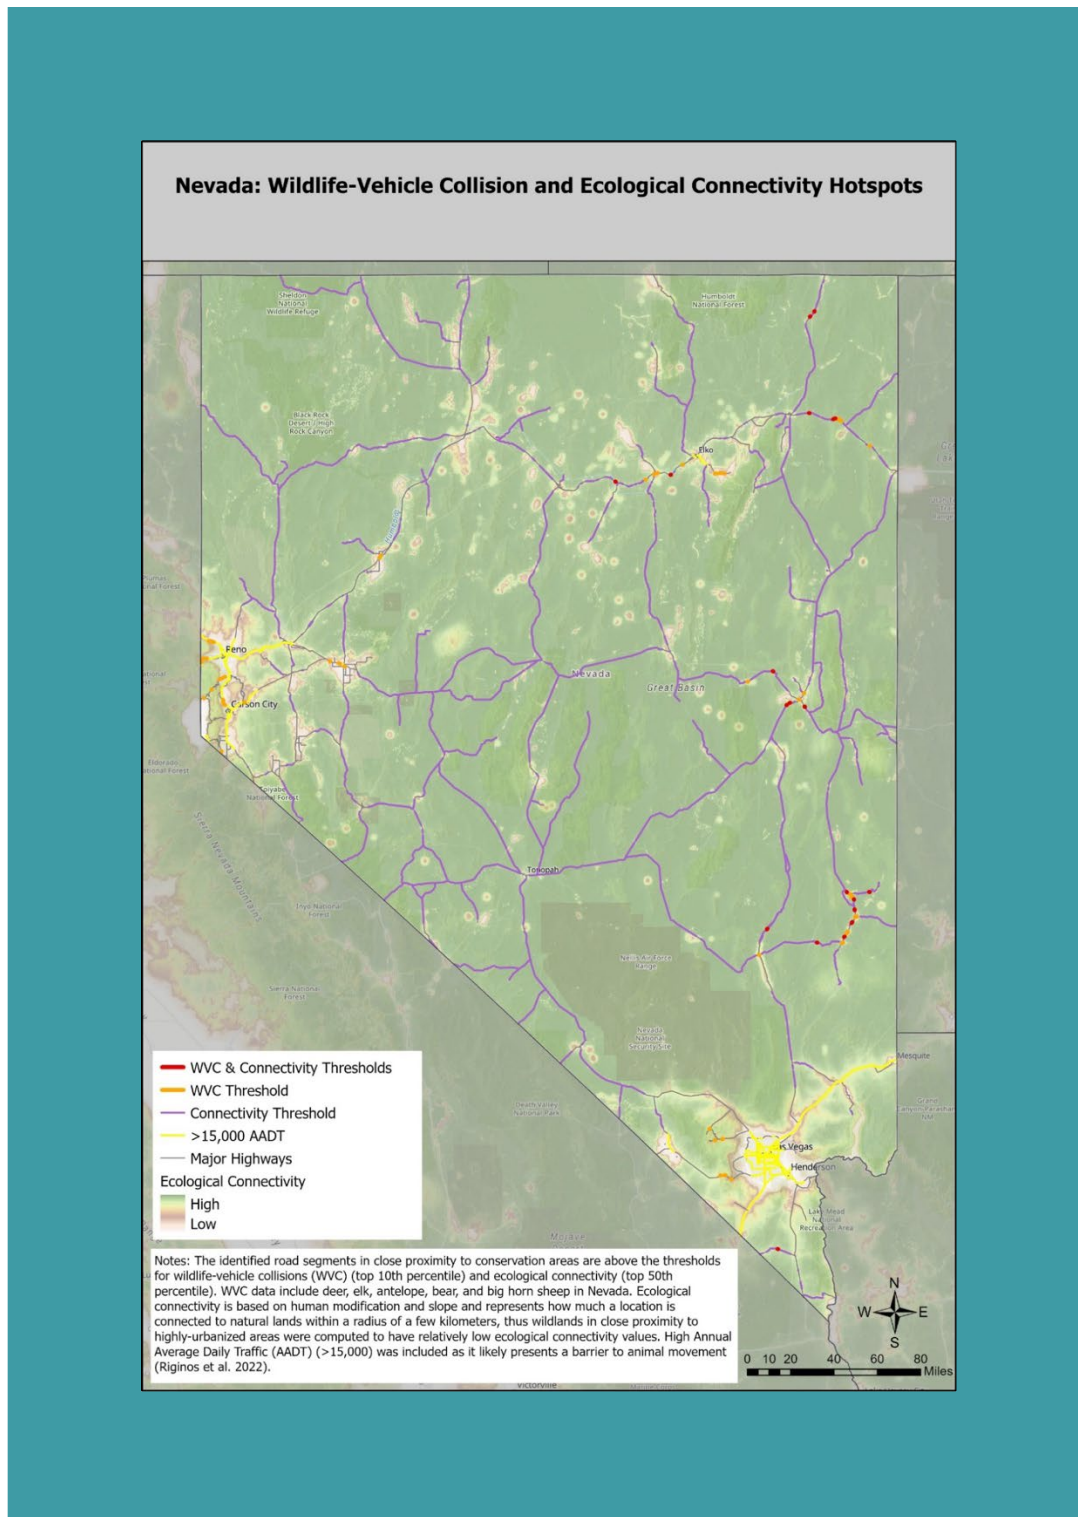 Nevada: Wildlife-Vehicle Collision and Ecological Connectivity Hotspots
Sheldon
National
Wildlife Refuge
Humboldt
National Forest
Black Rock
Desert - High
Rock Canyon
Elko
Humboldt
Reno
Nevada
Great Basin
Carson City
Eldorado
National Forest
Toiyabe
National Forest
Sierra Nevada Mountains
Tonopah
Inyo National
Forest
Nellis Air Force
Range
Sierra National
Forest
Nevada
National
Security Site
Mesquite
Death Valley
National Park
Grand
Canyon-Parashant
NM
Las Vegas
Henderson
Lake Mead
National
Recreation Area
Mojave
WVC & Connectivity Thresholds
WVC Threshold
Connectivity Threshold
>15,000 AADT
Major Highways
Ecological Connectivity
High
Low
Notes: The identified road segments in close proximity to conservation areas are above the thresholds
for wildlife-vehicle collisions (WVC) (top 10th percentile) and ecological connectivity (top 50th
percentile). WVC data include deer, elk, antelope, bear, and big horn sheep in Nevada. Ecological
connectivity is based on human modification and slope and represents how much a location is
connected to natural lands within a radius of a few kilometers, thus wildlands in close proximity to
highly-urbanized areas were computed to have relatively low ecological connectivity values. High Annual
Average Daily Traffic (AADT) (>15,000) was included as it likely presents a barrier to animal movement
(Riginos et al. 2022).
N
W E
S
0 10 20 40 60 80
Miles
Victorville